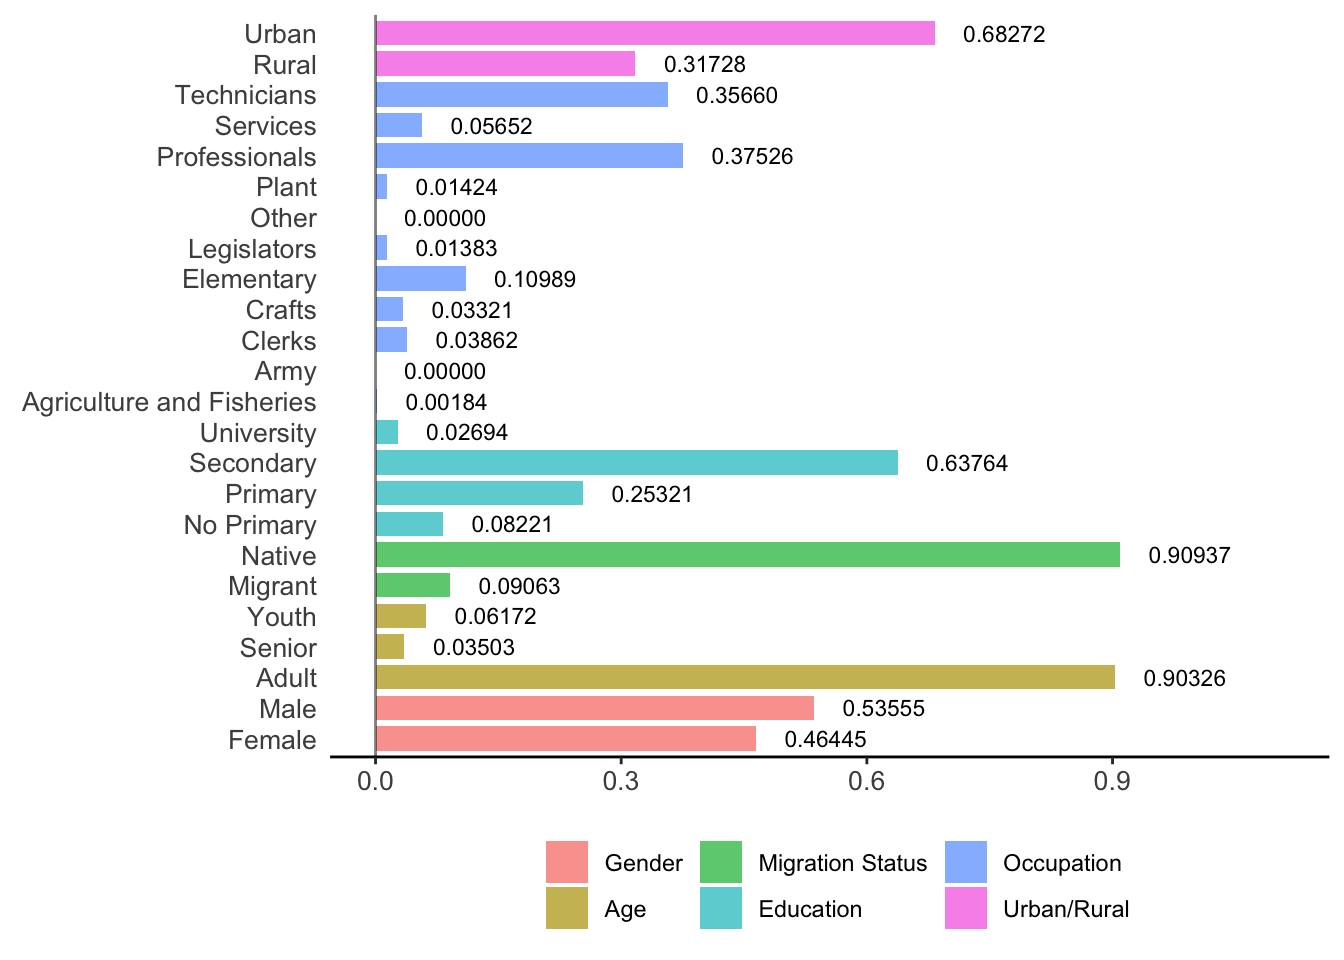 Urban 0.68272
Rural 0.31728
Technicians 0.35660
Services 0.05652
Professionals 0.37526
Plant 0.01424
Other 0.00000
Legislators 0.01383
Elementary 0.10989
Crafts 0.03321
Clerks 0.03862
Army 0.00000
Agriculture and Fisheries 0.00184
University 0.02694
Secondary 0.63764
Primary 0.25321
No Primary 0.08221
Native 0.90937
Migrant 0.09063
Youth 0.06172
Senior 0.03503
Adult 0.90326
Male 0.53555
Female 0.46445
0.0 0.3 0.6 0.9
Gender Migration Status Occupation
Age Education Urban/Rural